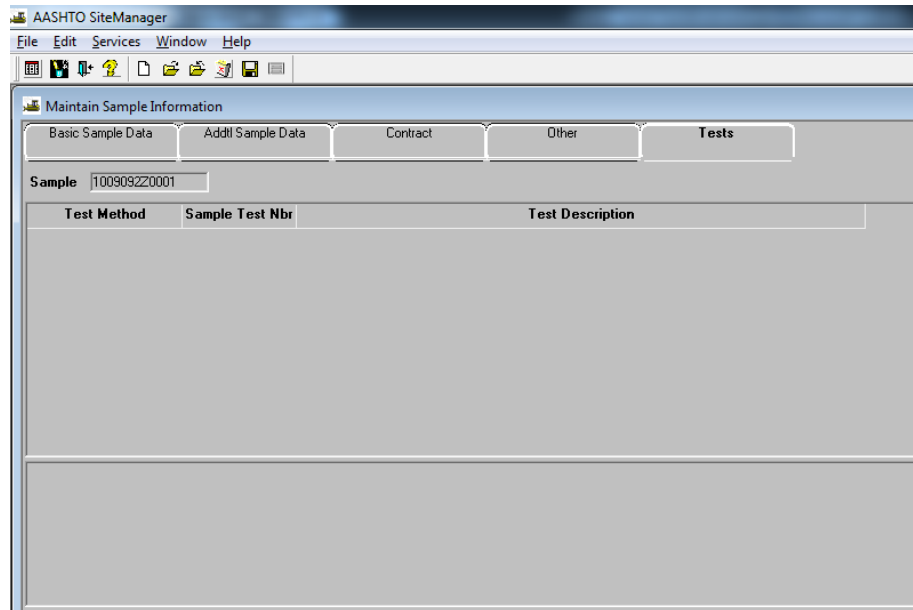 AASHTO SiteManager
File Edit Services Window Help
Maintain Sample Information
Basic Sample Data Addtl Sample Data Contract Other Tests
Sample 1009092Z0001
Test Method Sample Test Nbr Test Description